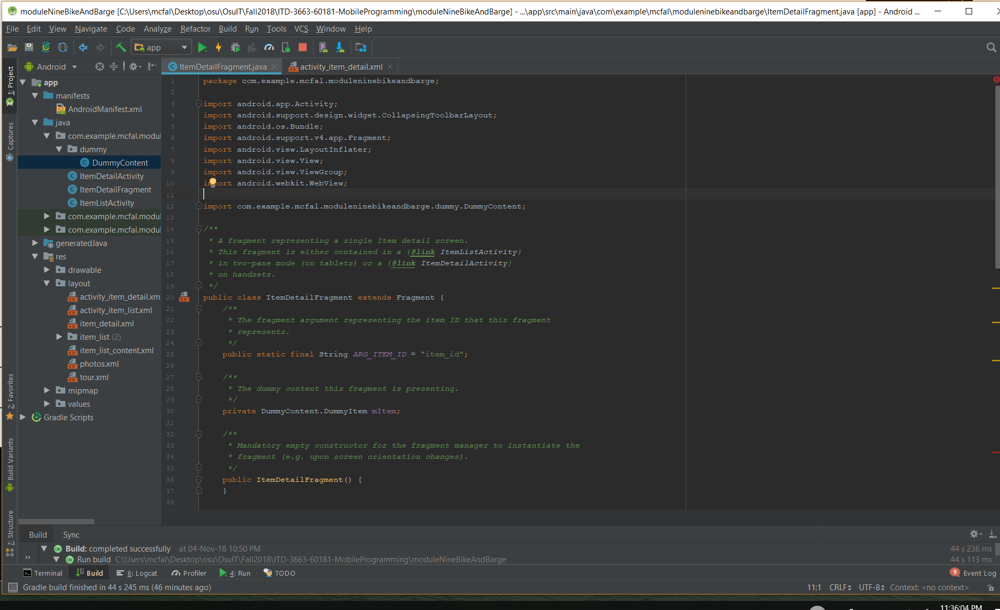 moduleNineBikeAndBarge [C:\Users\mcfal\Desktop\osu\OsuIT\Fall2018\ITD-3663-60181-MobileProgramming\moduleNineBikeAndBarge] - ...\app\src\main\java\com\example\mcfal\moduleninebikeandbarge\ItemDetailFragment.java [app] - Android ...
File Edit View Navigate Code Analyze Refactor Build Run Tools VCS Window Help
app
Android
ItemDetailFragment.java
activity_item_detail.xml
1: Project
Captures
2: Favorites
Build Variants
7: Structure
app
manifests
AndroidManifest.xml
java
com.example.mcfal.modul
dummy
DummyContent
ItemDetailActivity
ItemDetailFragment
ItemListActivity
com.example.mcfal.modul
com.example.mcfal.modul
generatedJava
res
drawable
layout
activity_item_detail.xm
activity_item_list.xml
item_detail.xml
item_list (2)
item_list_content.xml
photos.xml
tour.xml
mipmap
values
Gradle Scripts
1 package com.example.mcfal.moduleninebikeandbarge;
2
3 import android.app.Activity;
4 import android.support.design.widget.CollapsingToolbarLayout;
5 import android.os.Bundle;
6 import android.support.v4.app.Fragment;
7 import android.view.LayoutInflater;
8 import android.view.View;
9 import android.view.ViewGroup;
10 import android.webkit.WebView;
11
12 import com.example.mcfal.moduleninebikeandbarge.dummy.DummyContent;
13
14 /**
15 * A fragment representing a single Item detail screen.
16 * This fragment is either contained in a {@link ItemListActivity}
17 * in two-pane mode (on tablets) or a {@link ItemDetailActivity}
18 * on handsets.
19 */
20 public class ItemDetailFragment extends Fragment {
21 /**
22 * The fragment argument representing the item ID that this fragment
23 * represents.
24 */
25 public static final String ARG_ITEM_ID = "item_id";
26
27 /**
28 * The dummy content this fragment is presenting.
29 */
30 private DummyContent.DummyItem mItem;
31
32 /**
33 * Mandatory empty constructor for the fragment manager to instantiate the
34 * fragment (e.g. upon screen orientation changes).
35 */
36 public ItemDetailFragment() {
37 }
38
Build Sync
Build: completed successfully at 04-Nov-18 10:50 PM 44 s 236 ms
Run build C:\Users\mcfal\Desktop\osu\OsuIT\Fall2018\ITD-3663-60181-MobileProgramming\moduleNineBikeAndBarge 44 s 113 ms
Terminal Build 6: Logcat Profiler 4: Run TODO 9 Event Log
Gradle build finished in 44 s 245 ms (46 minutes ago) 11:1 CRLF UTF-8 Context: <no context>
11:36:04 PM